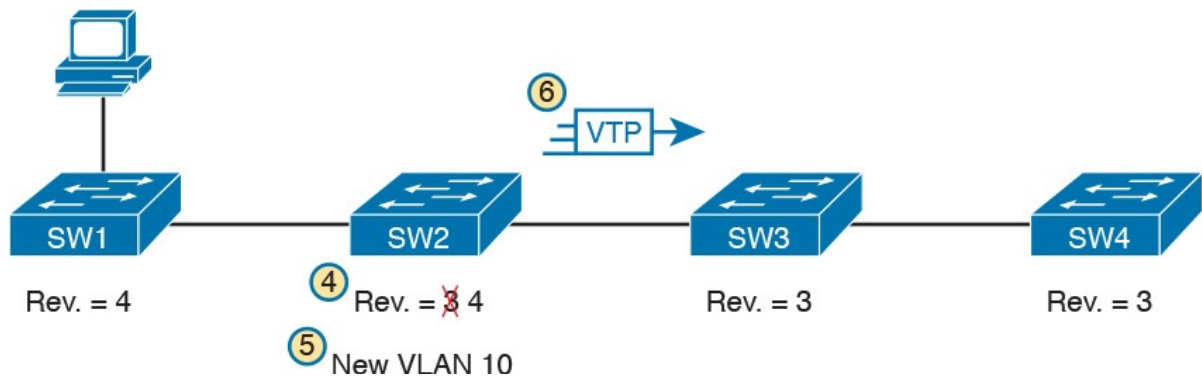 6
VTP
SW1
SW2
SW3
SW4
Rev. = 4
4
Rev. = 3 4
Rev. = 3
Rev. = 3
5
New VLAN 10